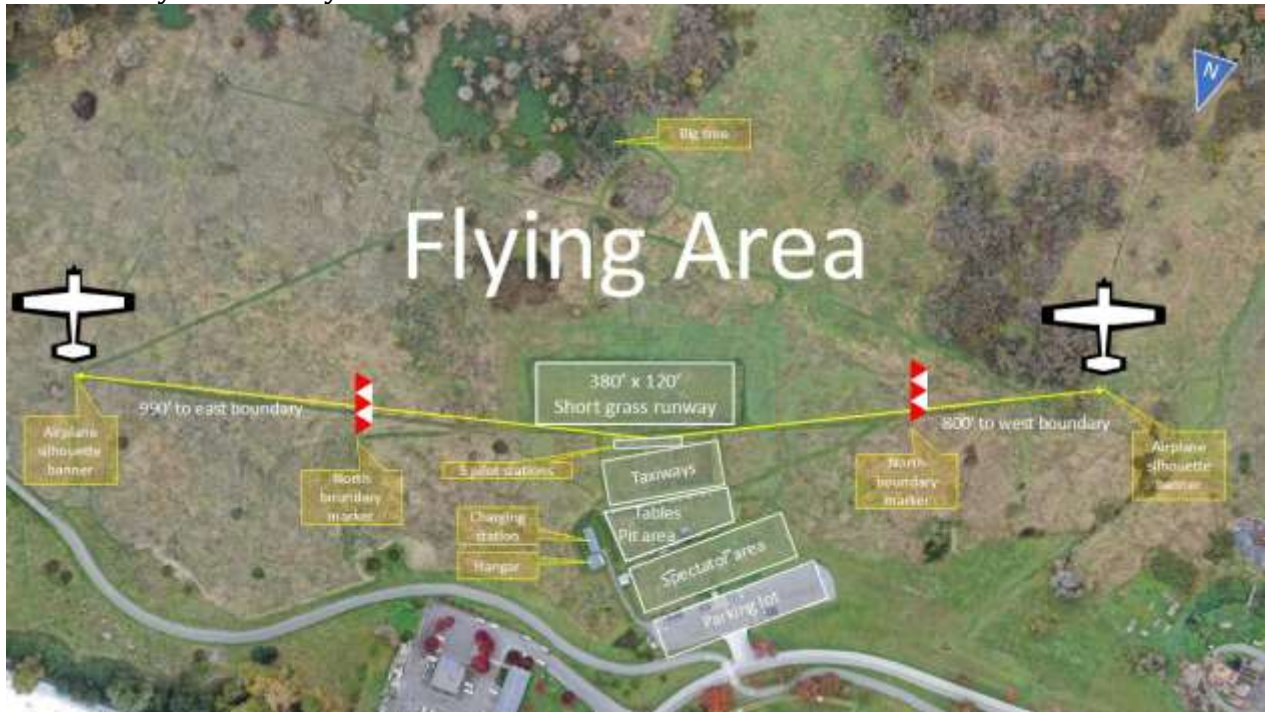 N
Big tree
Flying Area
380' x 120'
Short grass runway
990' to east boundary
800' to west boundary
Airplane
silhouette
banner
North
boundary
marker
5 pilot stations
Taxiways
North
boundary
marker
Airplane
silhouette
banner
Charging
station
Tables
Pit area
Hangar
Spectator area
Parking lot